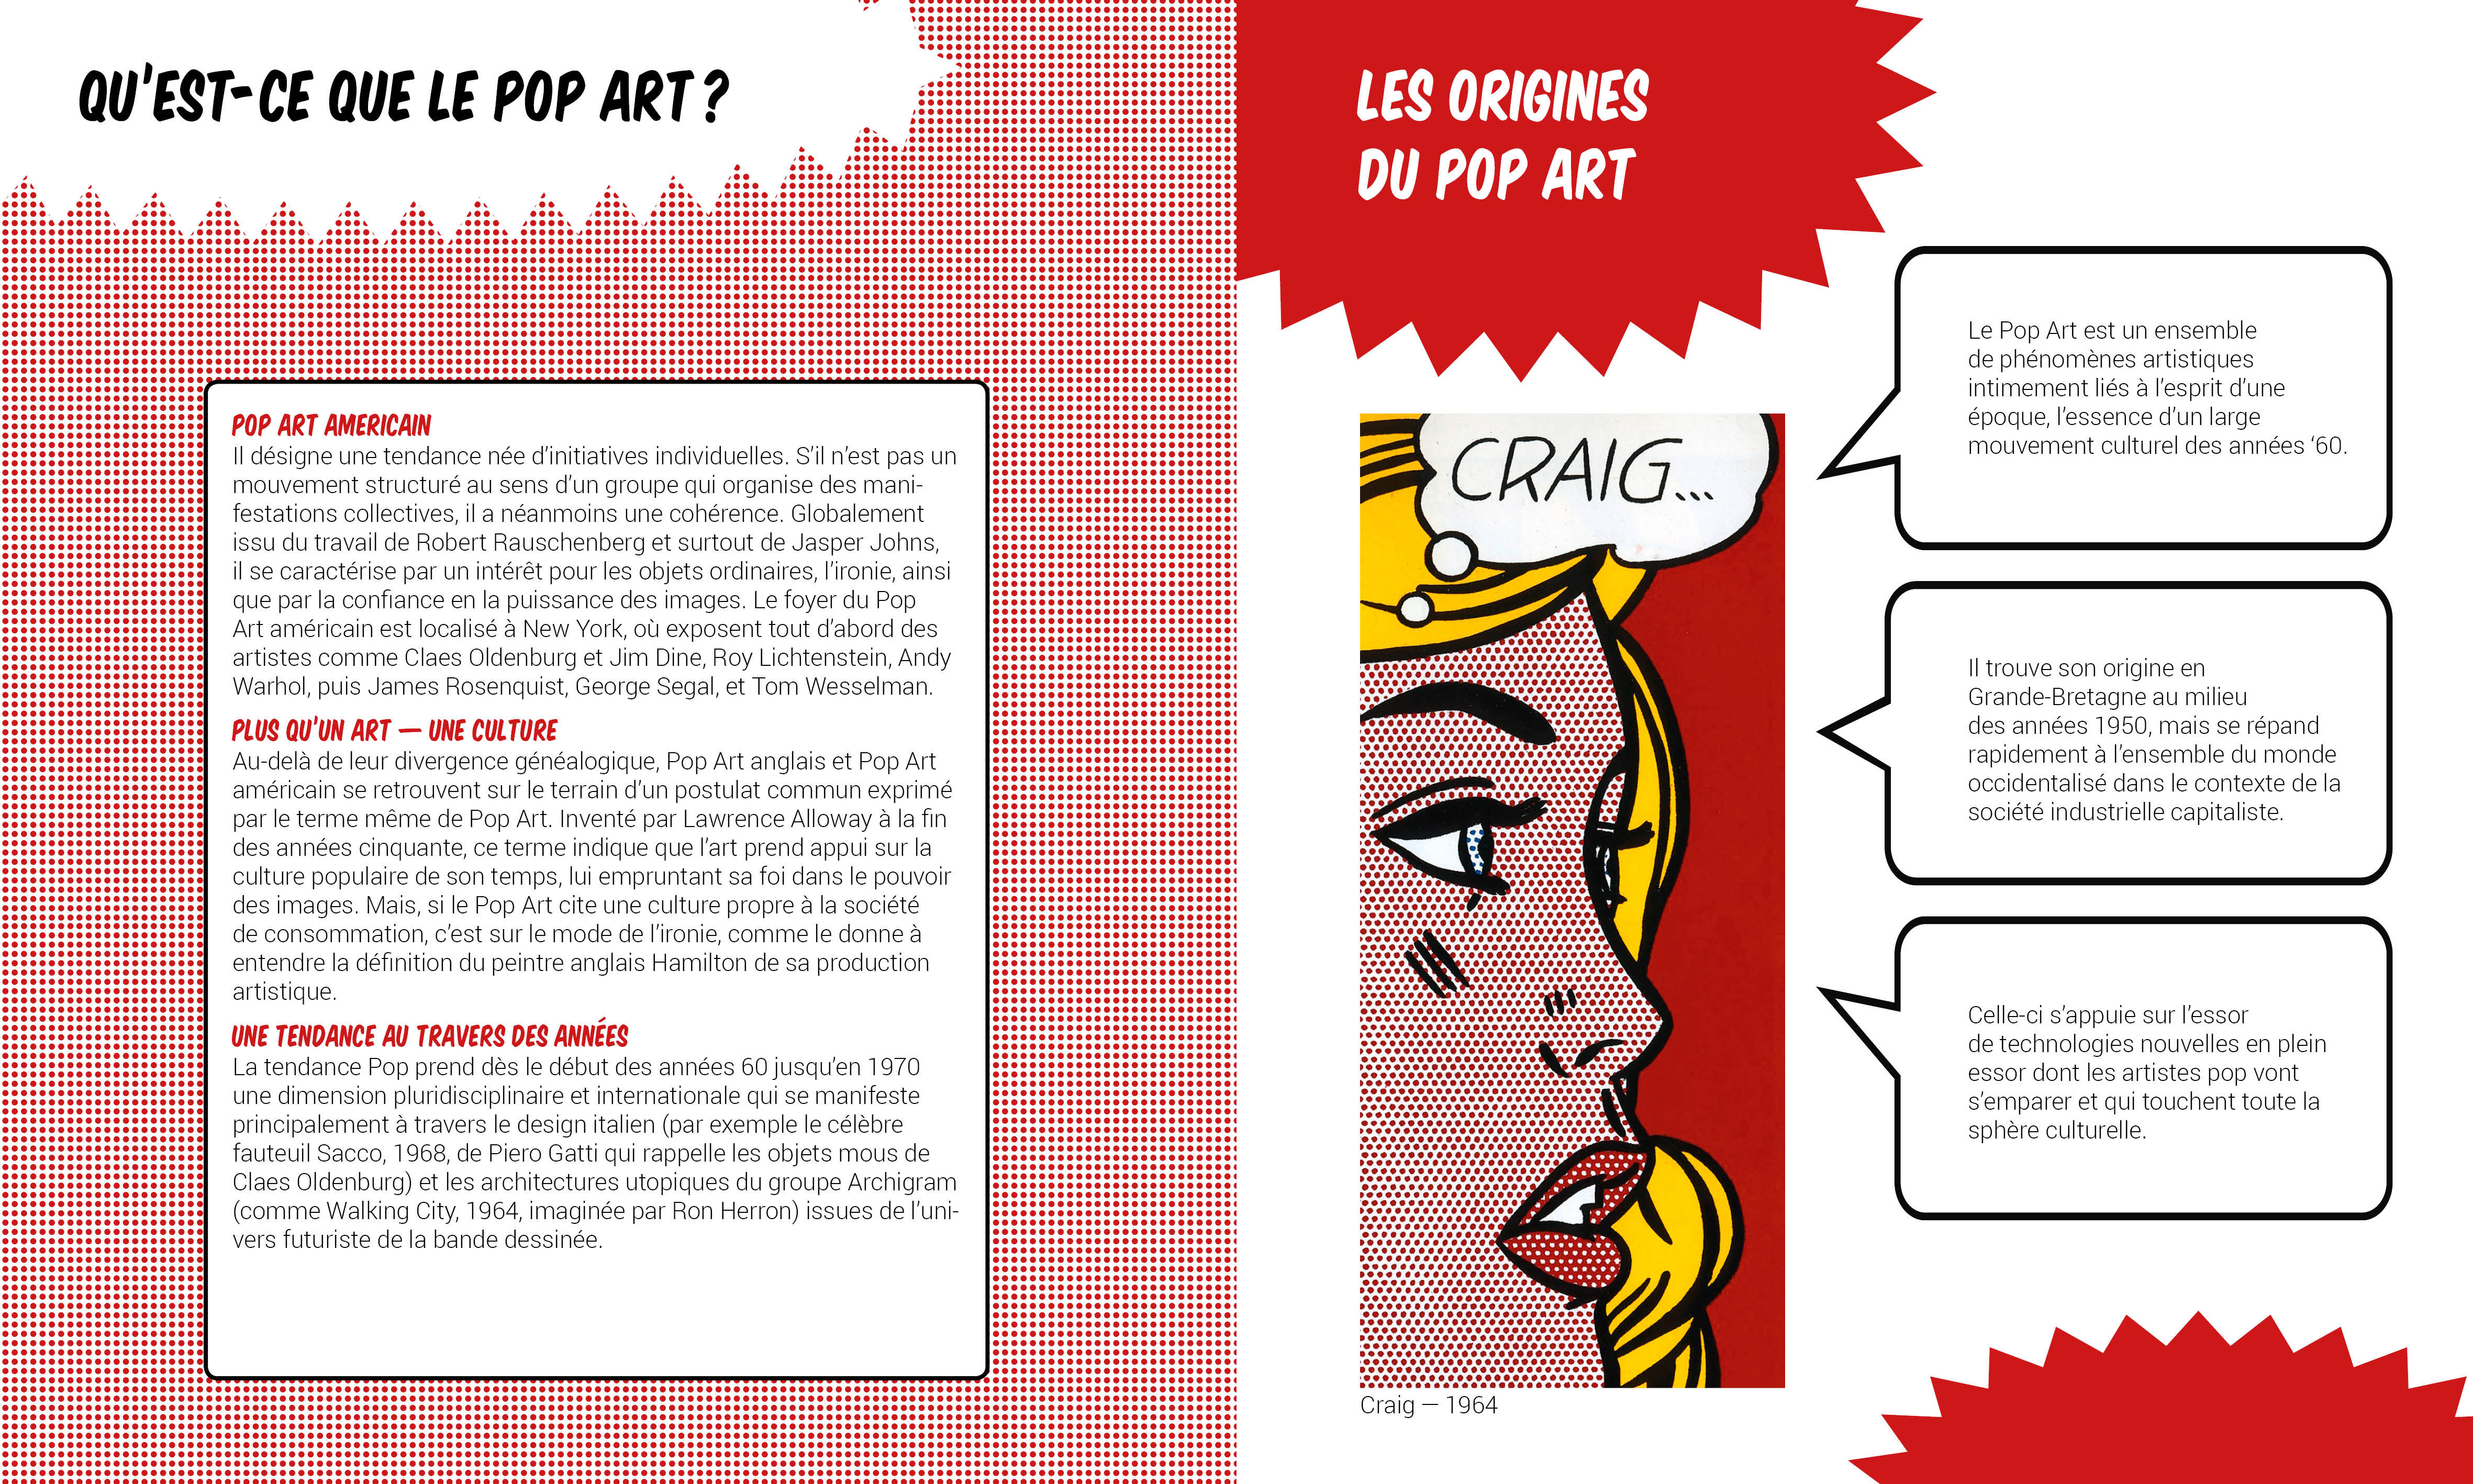 QU'EST-CE QUE LE POP ART ?
POP ART AMERICAIN
Il désigne une tendance née d’initiatives individuelles. S’il n’est pas un
mouvement structuré au sens d’un groupe qui organise des mani-
festations collectives, il a néanmoins une cohérence. Globalement
issu du travail de Robert Rauschenberg et surtout de Jasper Johns,
il se caractérise par un intérêt pour les objets ordinaires, l’ironie, ainsi
que par la confiance en la puissance des images. Le foyer du Pop
Art américain est localisé à New York, où exposent tout d’abord des
artistes comme Claes Oldenburg et Jim Dine, Roy Lichtenstein, Andy
Warhol, puis James Rosenquist, George Segal, et Tom Wesselman.
PLUS QU'UN ART — UNE CULTURE
Au-delà de leur divergence généalogique, Pop Art anglais et Pop Art
américain se retrouvent sur le terrain d’un postulat commun exprimé
par le terme même de Pop Art. Inventé par Lawrence Alloway à la fin
des années cinquante, ce terme indique que l’art prend appui sur la
culture populaire de son temps, lui empruntant sa foi dans le pouvoir
des images. Mais, si le Pop Art cite une culture propre à la société
de consommation, c’est sur le mode de l’ironie, comme le donne à
entendre la définition du peintre anglais Hamilton de sa production
artistique.
UNE TENDANCE AU TRAVERS DES ANNÉES
La tendance Pop prend dès le début des années 60 jusqu’en 1970
une dimension pluridisciplinaire et internationale qui se manifeste
principalement à travers le design italien (par exemple le célèbre
fauteuil Sacco, 1968, de Piero Gatti qui rappelle les objets mous de
Claes Oldenburg) et les architectures utopiques du groupe Archigram
(comme Walking City, 1964, imaginée par Ron Herron) issues de l’uni-
vers futuriste de la bande dessinée.
LES ORIGINES
DU POP ART
CRAIG...
Craig — 1964
Le Pop Art est un ensemble
de phénomènes artistiques
intimement liés à l’esprit d’une
époque, l’essence d’un large
mouvement culturel des années ‘60.
Il trouve son origine en
Grande-Bretagne au milieu
des années 1950, mais se répand
rapidement à l’ensemble du monde
occidentalisé dans le contexte de la
société industrielle capitaliste.
Celle-ci s’appuie sur l’essor
de technologies nouvelles en plein
essor dont les artistes pop vont
s’emparer et qui touchent toute la
sphère culturelle.